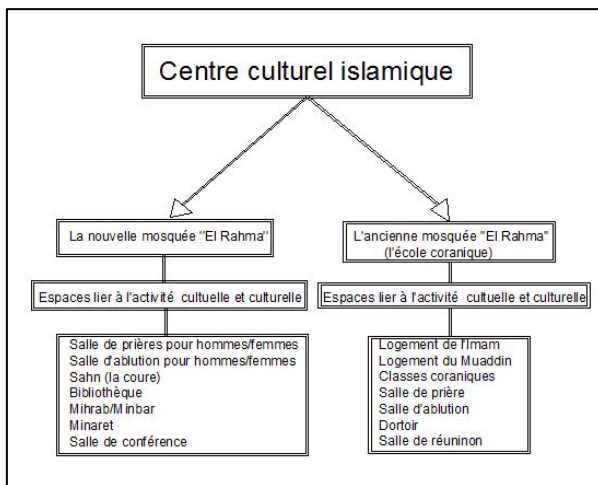 Centre culturel islamique
La nouvelle mosquée "El Rahma"
Espaces lier à l'activité cultuelle et culturelle
Salle de prières pour hommes/femmes
Salle d'ablution pour hommes/femmes
Sahn (la coure)
Bibliothèque
Mihrab/Minbar
Minaret
Salle de conférence
L'ancienne mosquée "El Rahma"
(l'école coranique)
Espaces lier à l'activité cultuelle et culturelle
Logement de l'Imam
Logement du Muaddin
Classes coraniques
Salle de prière
Salle d'ablution
Dortoir
Salle de réuninon